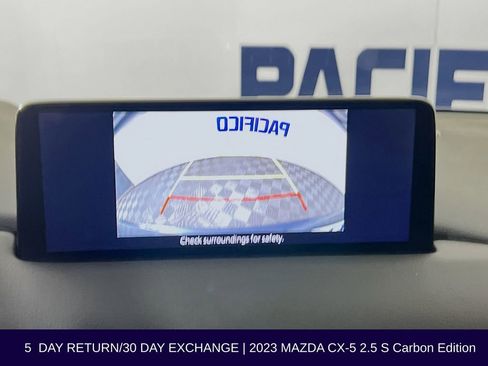 PACIF
PACIFICO
Check surroundings for safety.
5 DAY RETURN/30 DAY EXCHANGE | 2023 MAZDA CX-5 2.5 S Carbon Edition